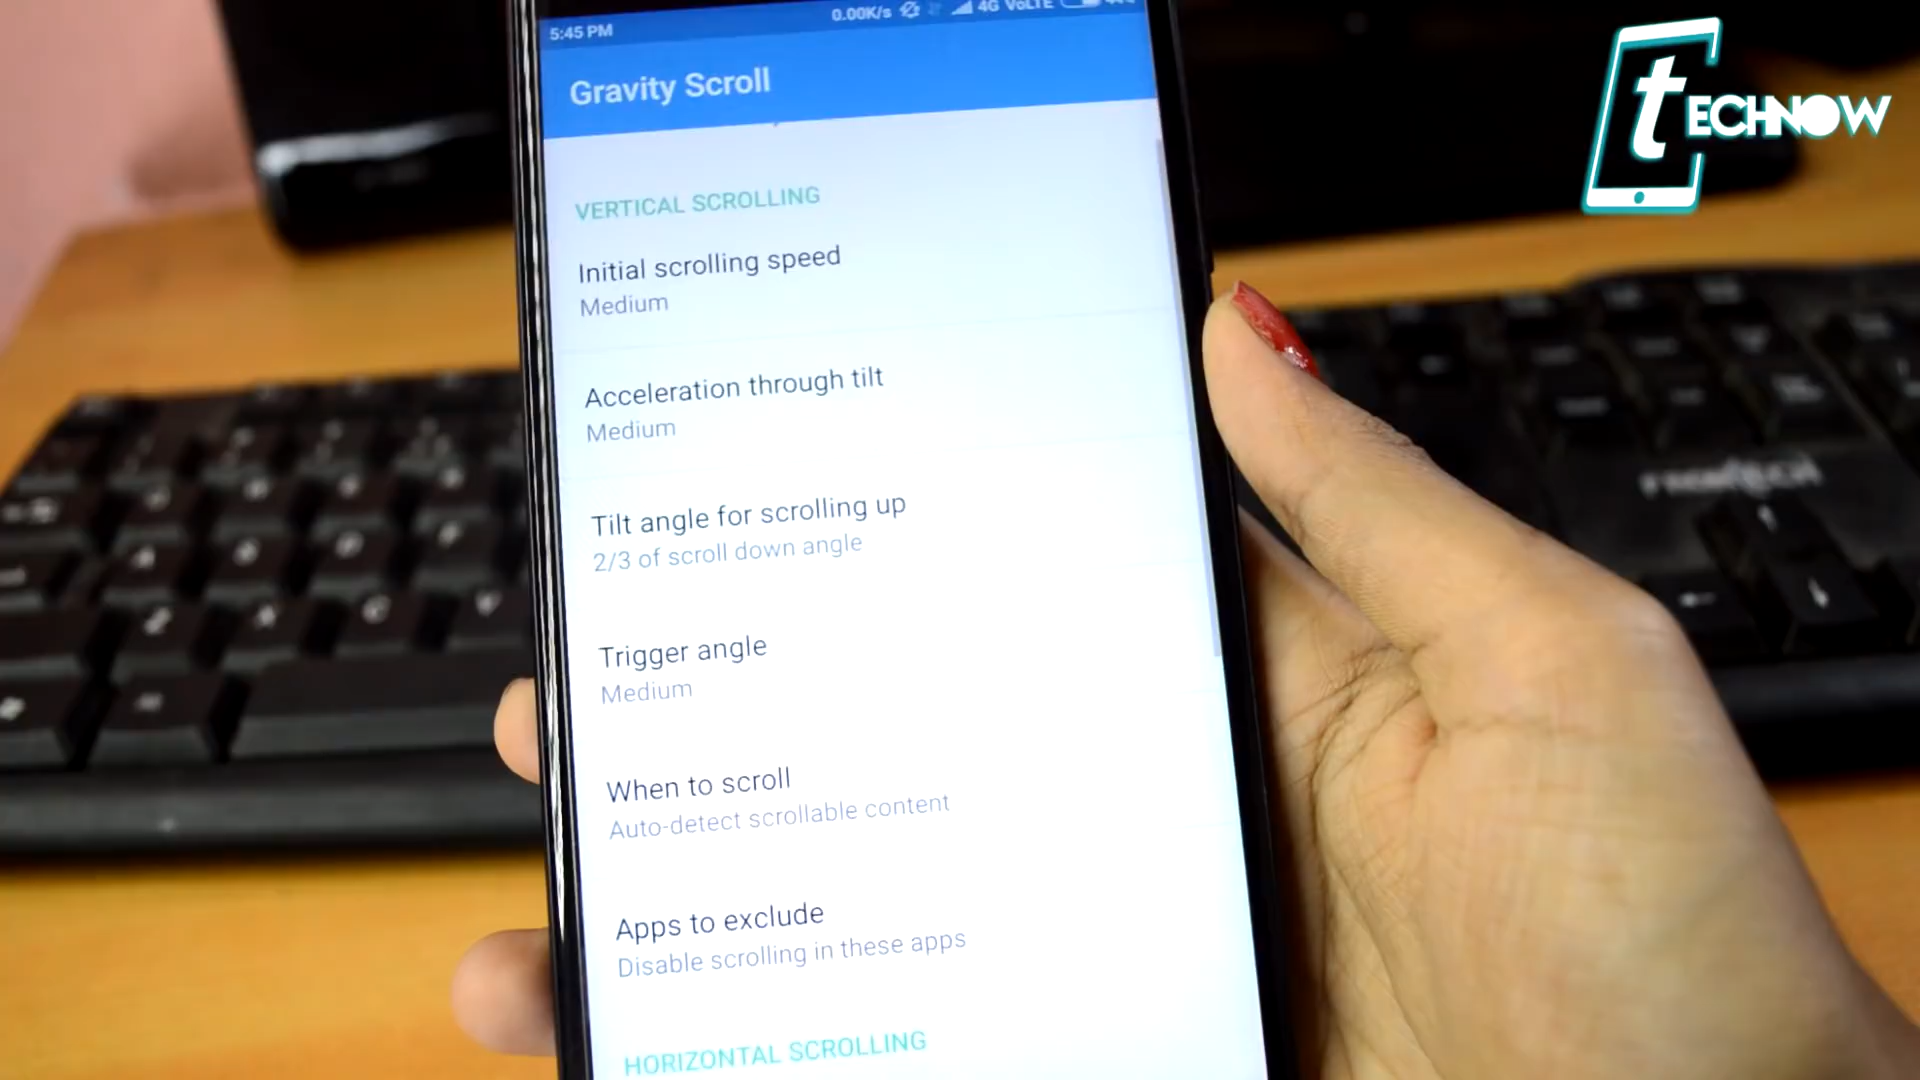 5:45 PM 0.00K/s 4G VoLTE
Gravity Scroll
tECHNOW
VERTICAL SCROLLING
Initial scrolling speed
Medium
Acceleration through tilt
Medium
Tilt angle for scrolling up
2/3 of scroll down angle
Trigger angle
Medium
When to scroll
Auto-detect scrollable content
Apps to exclude
Disable scrolling in these apps
HORIZONTAL SCROLLING